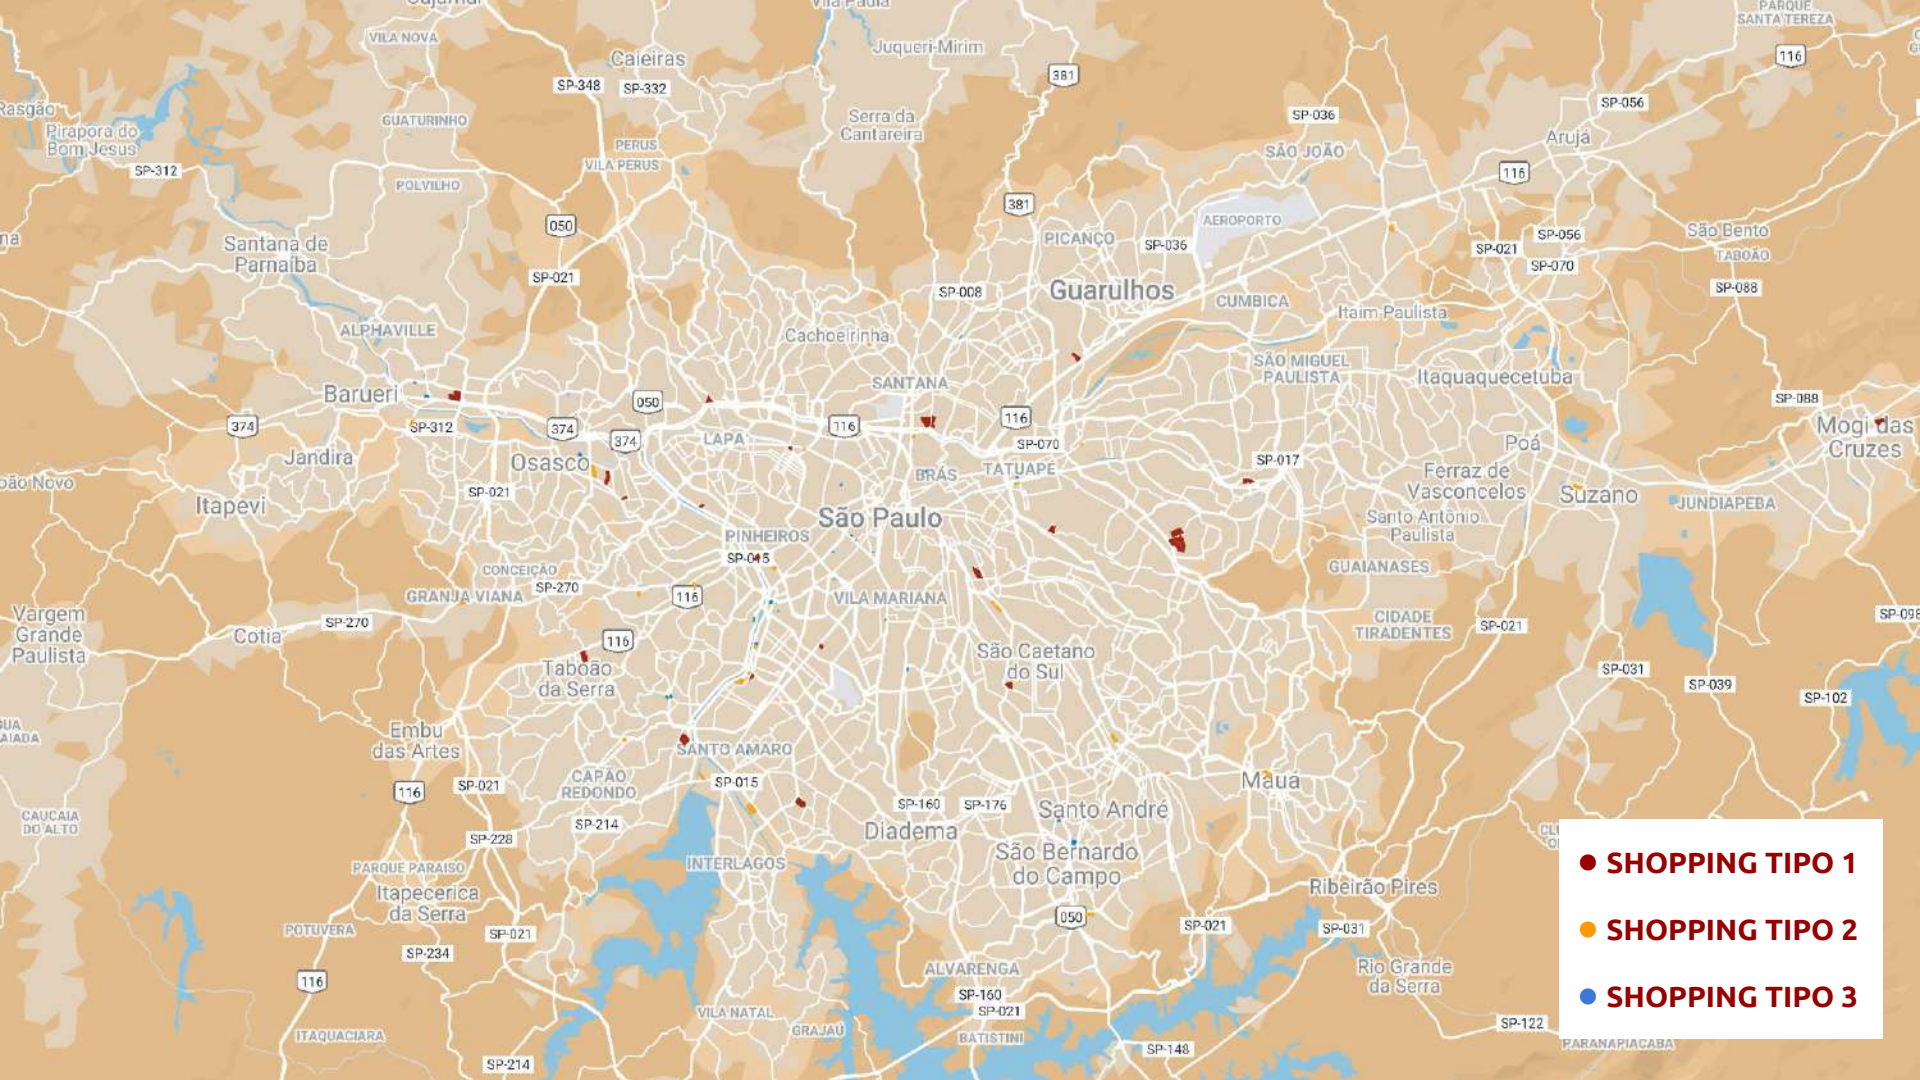 Cajamar
Vila Paula
PARQUE
SANTA TEREZA
VILA NOVA
Juqueri-Mirim
116
Caieiras
381
SP-348
SP-332
SP-056
Rasgão
Serra da
Cantareira
SP-036
GUATURINHO
Pirapora do
Bom Jesus
Arujá
PERUS
VILA PERUS
SÃO JOÃO
SP-312
116
POLVILHO
381
050
AEROPORTO
Santana de
Parnaíba
PICANÇO
SP-036
SP-021
SP-056
São Bento
TABOÃO
SP-070
SP-021
SP-008
Guarulhos
CUMBICA
SP-088
Itaim Paulista
ALPHAVILLE
Cachoeirinha
SÃO MIGUEL
PAULISTA
Itaquaquecetuba
SANTANA
Barueri
050
SP-088
374
SP-312
374
374
116
116
Mogi das
Cruzes
LAPA
SP-070
Jandira
Osasco
BRÁS
TATUAPÉ
SP-017
Poá
Ferraz de
Vasconcelos
João Novo
SP-021
Itapevi
Suzano
JUNDIAPEBA
São Paulo
Santo Antônio
Paulista
PINHEIROS
SP-015
CONCEIÇÃO
SP-270
GUAIANASES
GRANJA VIANA
116
VILA MARIANA
Vargem
Grande
Paulista
SP-270
Cotia
116
CIDADE
TIRADENTES
SP-021
São Caetano
do Sul
Taboão
da Serra
SP-031
SP-039
SP-102
Embu
das Artes
SANTO AMARO
116
SP-021
CAPÃO
REDONDO
SP-015
Mauá
SP-160
SP-176
Santo André
CAUCAIA
DO ALTO
SP-214
Diadema
SP-228
São Bernardo
do Campo
PARQUE PARAISO
INTERLAGOS
Itapecerica
da Serra
Ribeirão Pires
050
POTUVERA
SP-021
SP-021
SP-031
SP-234
ALVARENGA
Rio Grande
da Serra
116
SP-160
SP-021
VILA NATAL
GRAJAÚ
ITAQUACIARA
BATISTINI
SP-122
SP-214
SP-148
PARANAPIACABA
SHOPPING TIPO 1
SHOPPING TIPO 2
SHOPPING TIPO 3